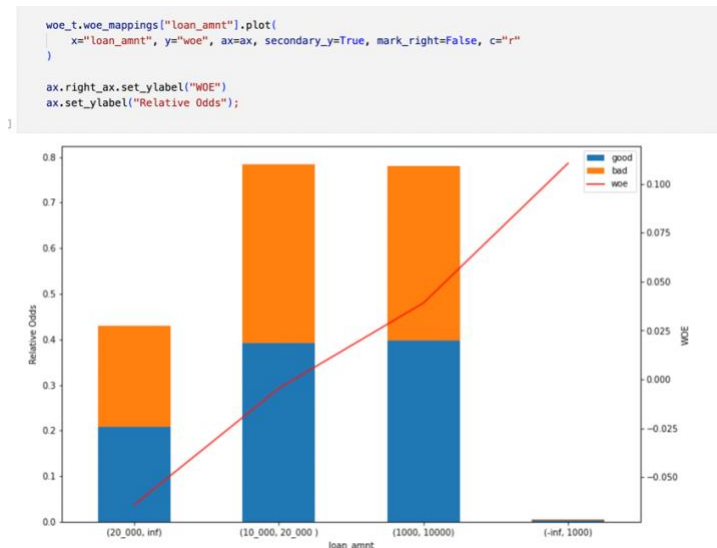 woe_t.woe_mappings["loan_amnt"].plot(
x="loan_amnt", y="woe", ax=ax, secondary_y=True, mark_right=False, c="r"
)
ax.right_ax.set_ylabel("WOE")
ax.set_ylabel("Relative Odds");
]
good
bad
woe
0.8
0.7
0.6
0.5
0.4
0.3
0.2
0.1
0.0
Relative Odds
0.100
0.075
0.050
0.025
0.000
−0.025
−0.050
WOE
(20_000, inf) (10_000, 20_000 ) (1000, 10000) (-inf, 1000)
loan_amnt